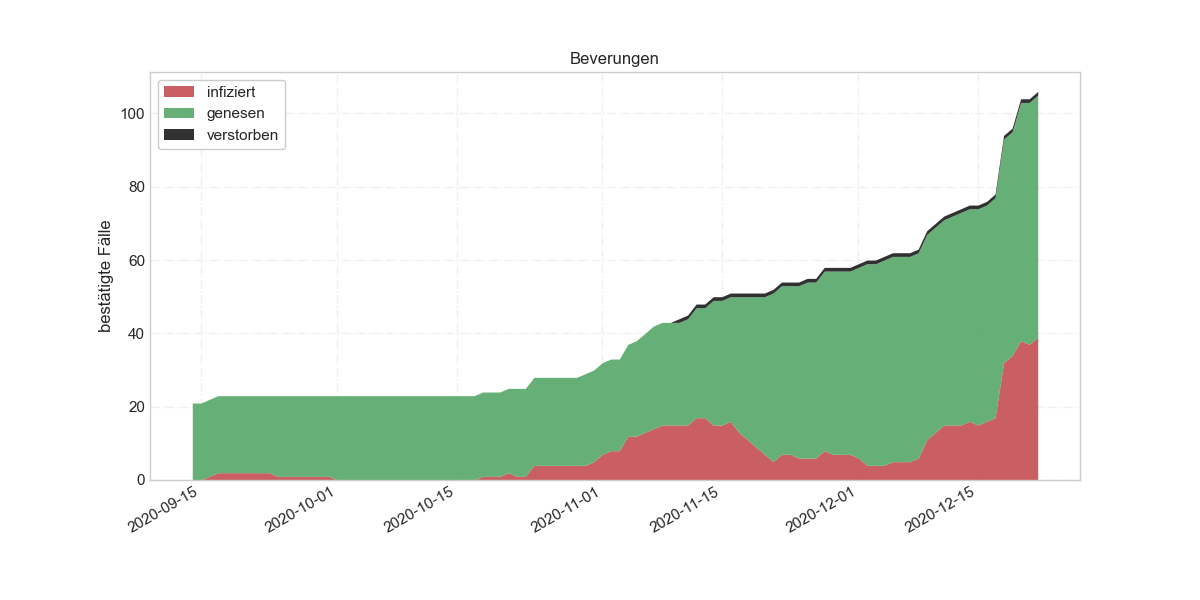 Beverungen
infiziert
genesen
verstorben
bestätigte Fälle
100
80
60
40
20
0
2020-09-15
2020-10-01
2020-10-15
2020-11-01
2020-11-15
2020-12-01
2020-12-15